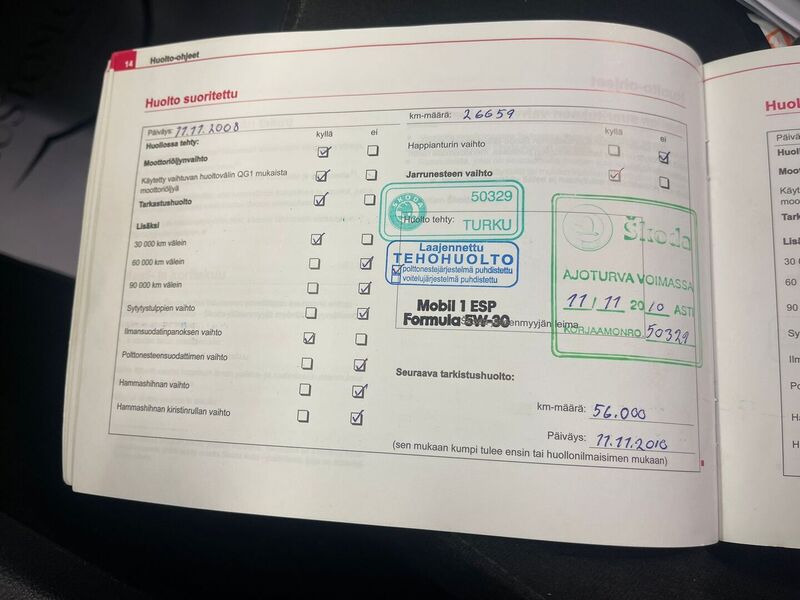 14 Huolto-ohjeet
Huolto suoritettu
Päiväys: 11.11.2008
km-määrä: 26659
Huollossa tehty:
kyllä ei
kyllä ei
Moottoriöljynvaihto
Käytetty vaihtuvan huoltovälin QG1 mukaista
moottoriöljyä
Tarkastushuolto
Lisäksi
30 000 km välein
60 000 km välein
90 000 km välein
Sytytystulppien vaihto
Ilmansuodatinpanoksen vaihto
Polttonesteensuodattimen vaihto
Hammashihnan vaihto
Hammashihnan kiristinrullan vaihto
Happianturin vaihto
Jarrunesteen vaihto
SKODA
50329
TURKU
Huolto tehty:
Laajennettu
TEHOHUOLTO
polttonestejärjestelmä puhdistettu
voitelujärjestelmä puhdistettu
Mobil 1 ESP
Formula 5W-30
Škoda
AJOTURVA VOIMASSA
11 / 11 2010 ASTI
KORJAAMONRO. 50329
Seuraava tarkistushuolto:
km-määrä: 56.000
Päiväys: 11.11.2010
(sen mukaan kumpi tulee ensin tai huollonilmaisimen mukaan)